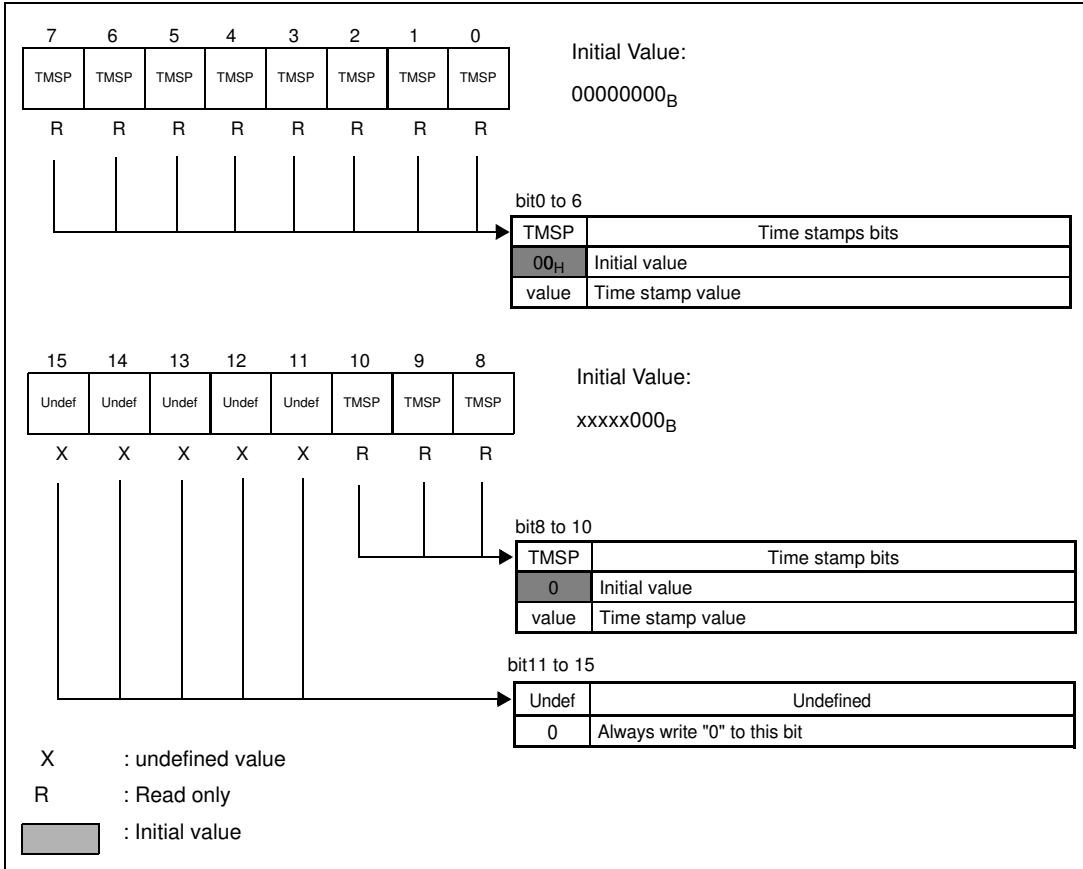 7 6 5 4 3 2 1 0
TMSP TMSP TMSP TMSP TMSP TMSP TMSP TMSP
R R R R R R R R
Initial Value:
00000000B
bit0 to 6
TMSP Time stamps bits
00H Initial value
value Time stamp value
15 14 13 12 11 10 9 8
Undef Undef Undef Undef Undef TMSP TMSP TMSP
X X X X X R R R
Initial Value:
xxxxx000B
bit8 to 10
TMSP Time stamp bits
0 Initial value
value Time stamp value
bit11 to 15
Undef Undefined
0 Always write "0" to this bit
X : undefined value
R : Read only
: Initial value